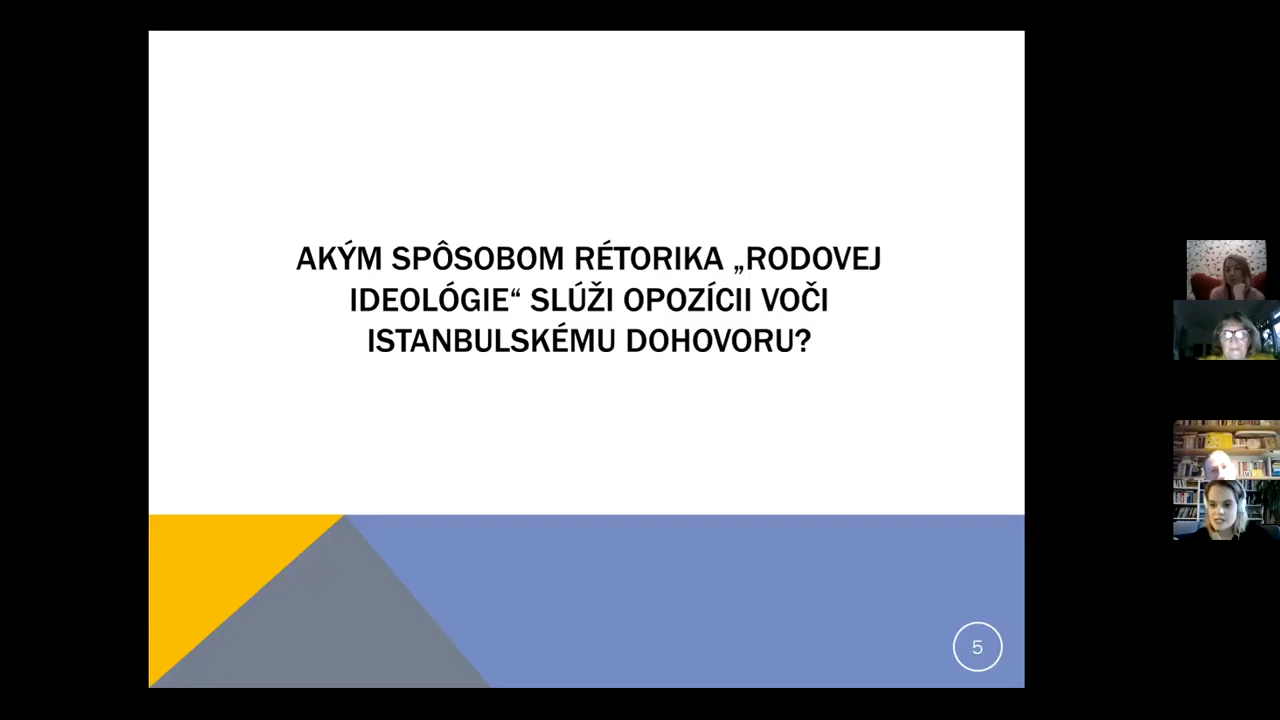 AKÝM SPÔSOBOM RÉTORIKA „RODOVEJ
IDEOLÓGIE“ SLÚŽI OPOZÍCII VOČI
ISTANBULSKÉMU DOHOVORU?
5